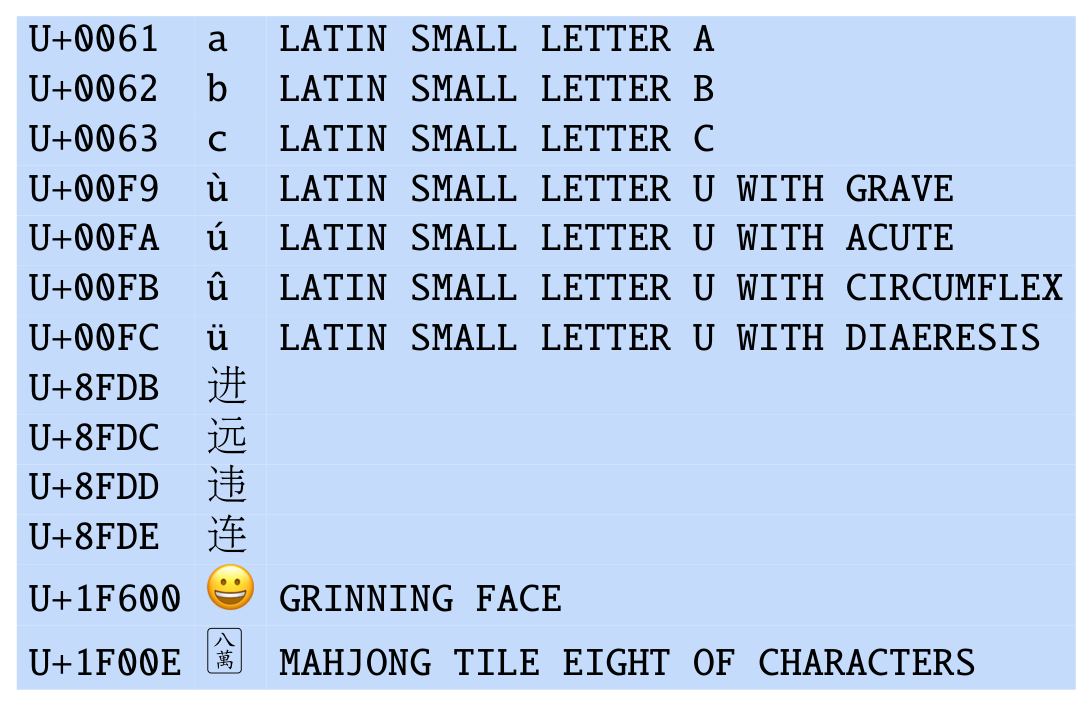 U+0061 a LATIN SMALL LETTER A
U+0062 b LATIN SMALL LETTER B
U+0063 c LATIN SMALL LETTER C
U+00F9 ù LATIN SMALL LETTER U WITH GRAVE
U+00FA ú LATIN SMALL LETTER U WITH ACUTE
U+00FB û LATIN SMALL LETTER U WITH CIRCUMFLEX
U+00FC ü LATIN SMALL LETTER U WITH DIAERESIS
U+8FDB 进
U+8FDC 远
U+8FDD 违
U+8FDE 连
U+1F600 😀 GRINNING FACE
U+1F00E 🀎 MAHJONG TILE EIGHT OF CHARACTERS